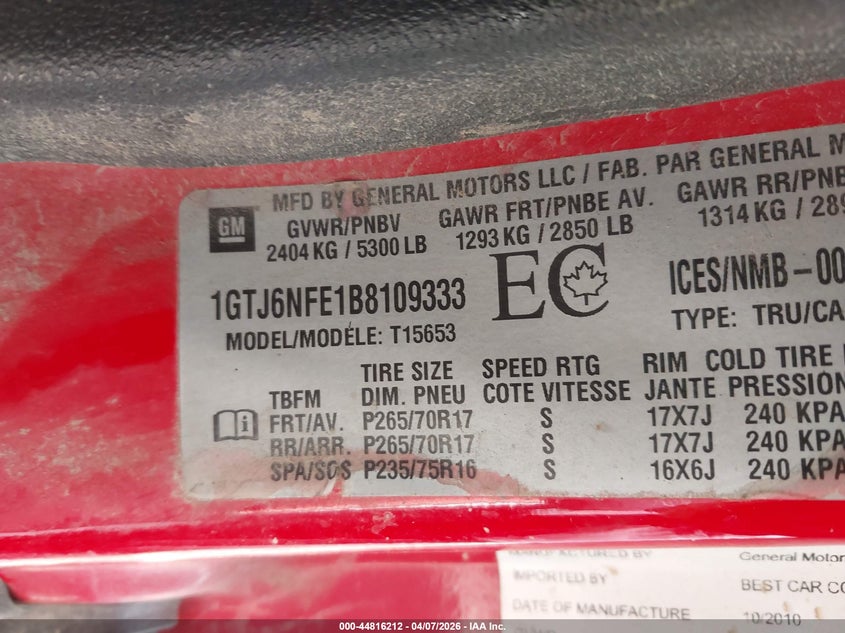 MFD BY GENERAL MOTORS LLC / FAB. PAR GENERAL M
GM
GVWR/PNBV GAWR FRT/PNBE AV. GAWR RR/PNB
2404 KG / 5300 LB 1293 KG / 2850 LB 1314 KG / 289
1GTJ6NFE1B8109333 EC ICES/NMB-00
MODEL/MODÈLE: T15653 TYPE: TRU/CA
TIRE SIZE SPEED RTG RIM COLD TIRE
TBFM DIM. PNEU COTE VITESSE JANTE PRESSION
FRT/AV. P265/70R17 S 17X7J 240 KPA
RR/ARR. P265/70R17 S 17X7J 240 KPA
SPA/SOS P235/75R16 S 16X6J 240 KPA
MANUFACTURED BY General Motor
IMPORTED BY BEST CAR CO
DATE OF MANUFACTURE 10/2010
000-44816212 - 04/07/2026 - IAA Inc.